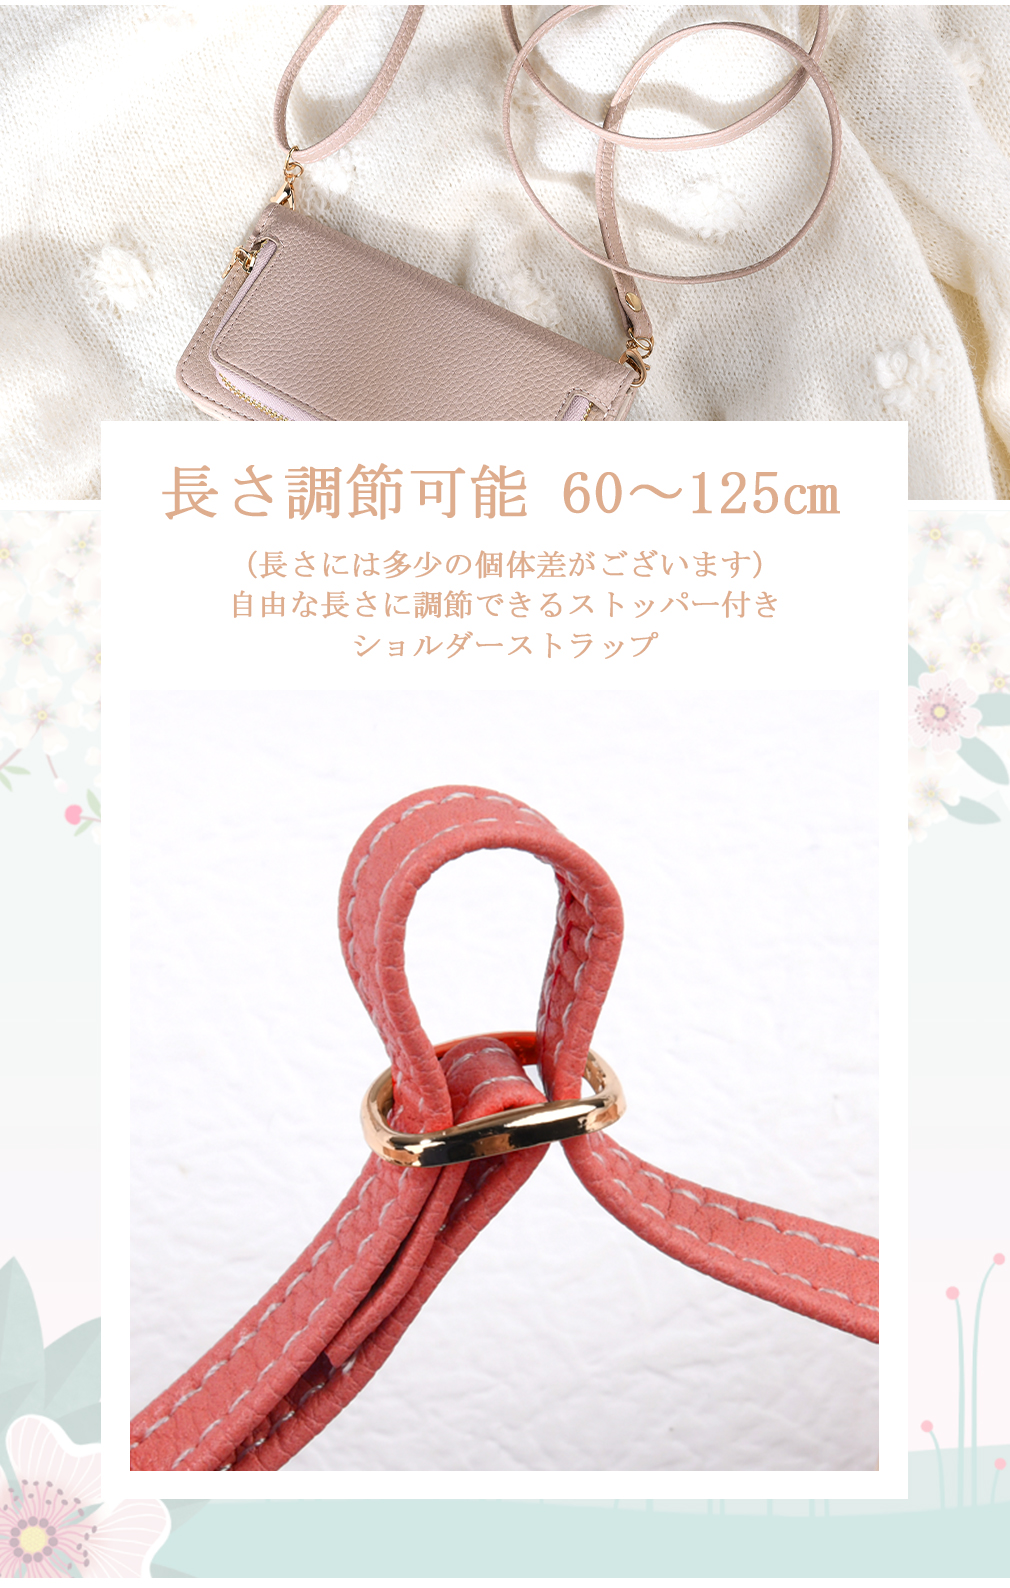 長さ調節可能 60～125cm
（長さには多少の個体差がございます）
自由な長さに調節できるストッパー付き
ショルダーストラップ